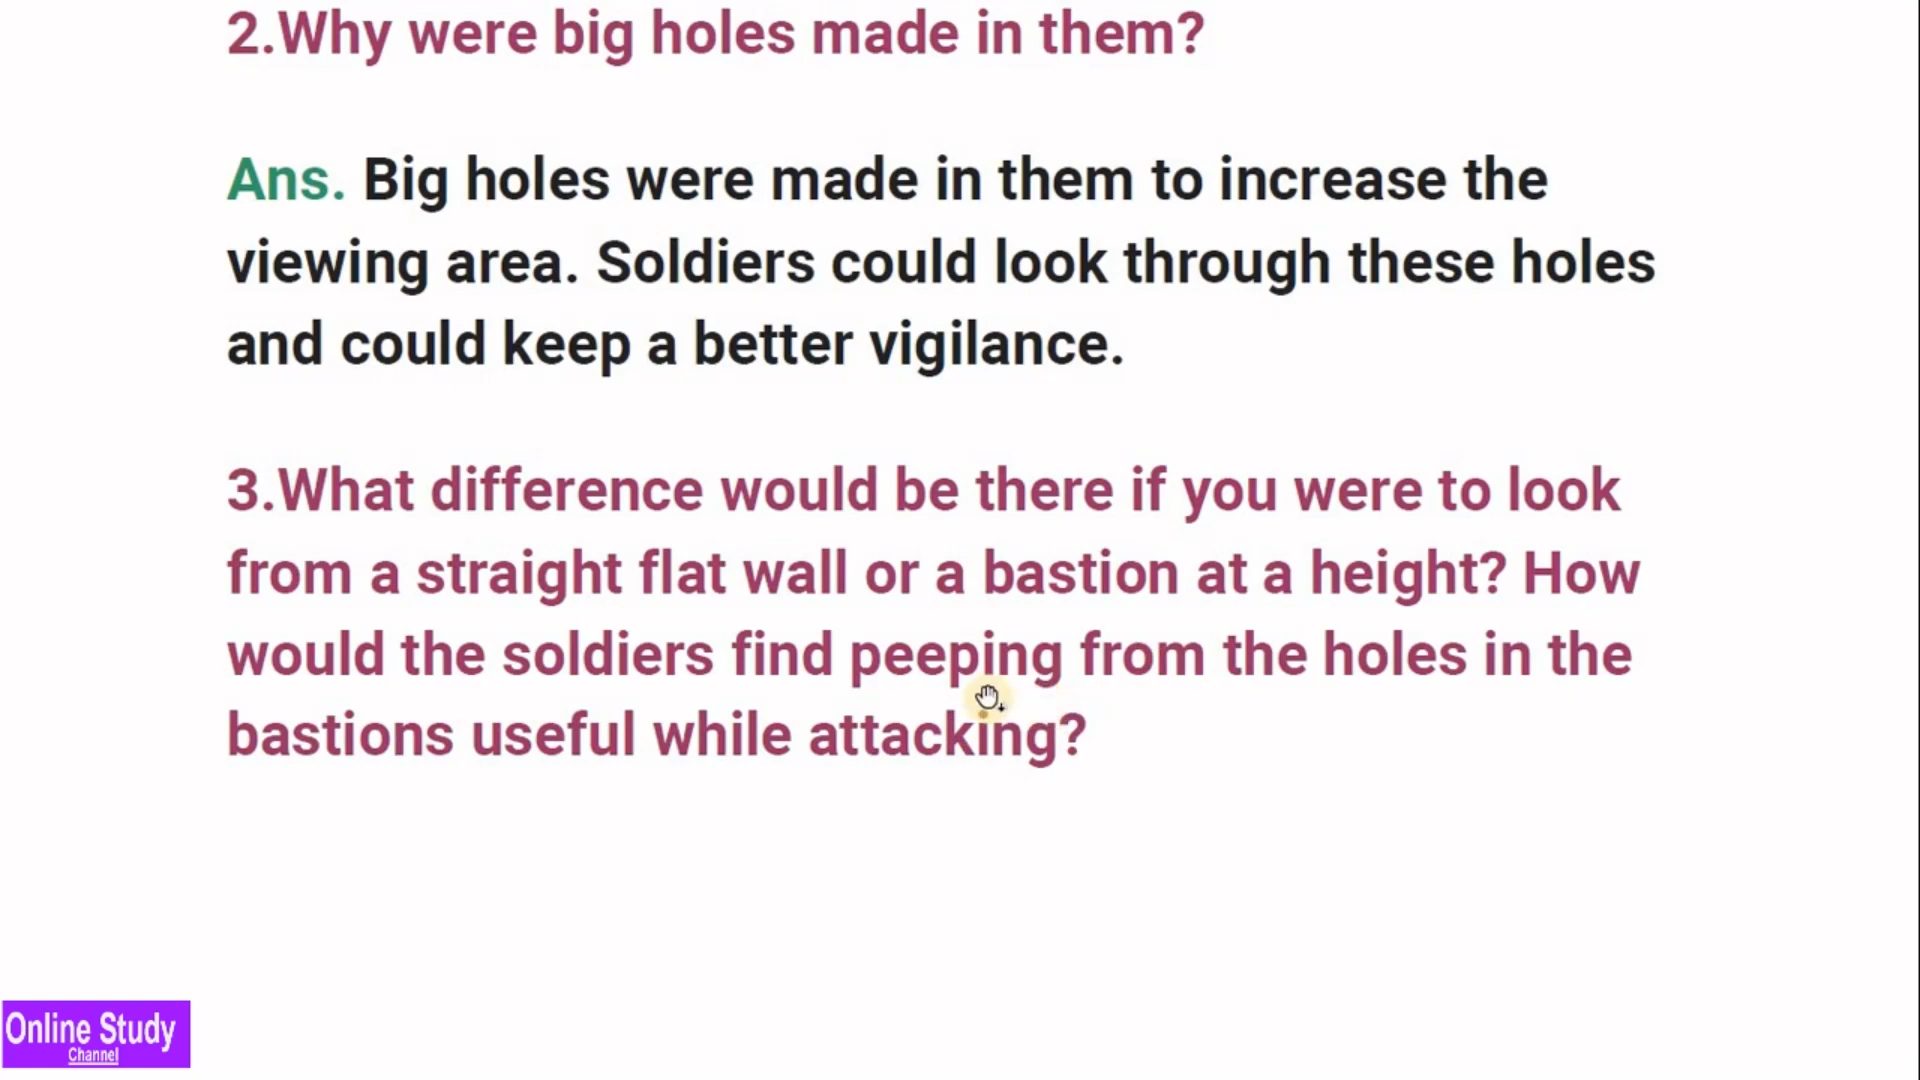 2.Why were big holes made in them?
Ans. Big holes were made in them to increase the
viewing area. Soldiers could look through these holes
and could keep a better vigilance.
3.What difference would be there if you were to look
from a straight flat wall or a bastion at a height? How
would the soldiers find peeping from the holes in the
bastions useful while attacking?
Online Study
Channel